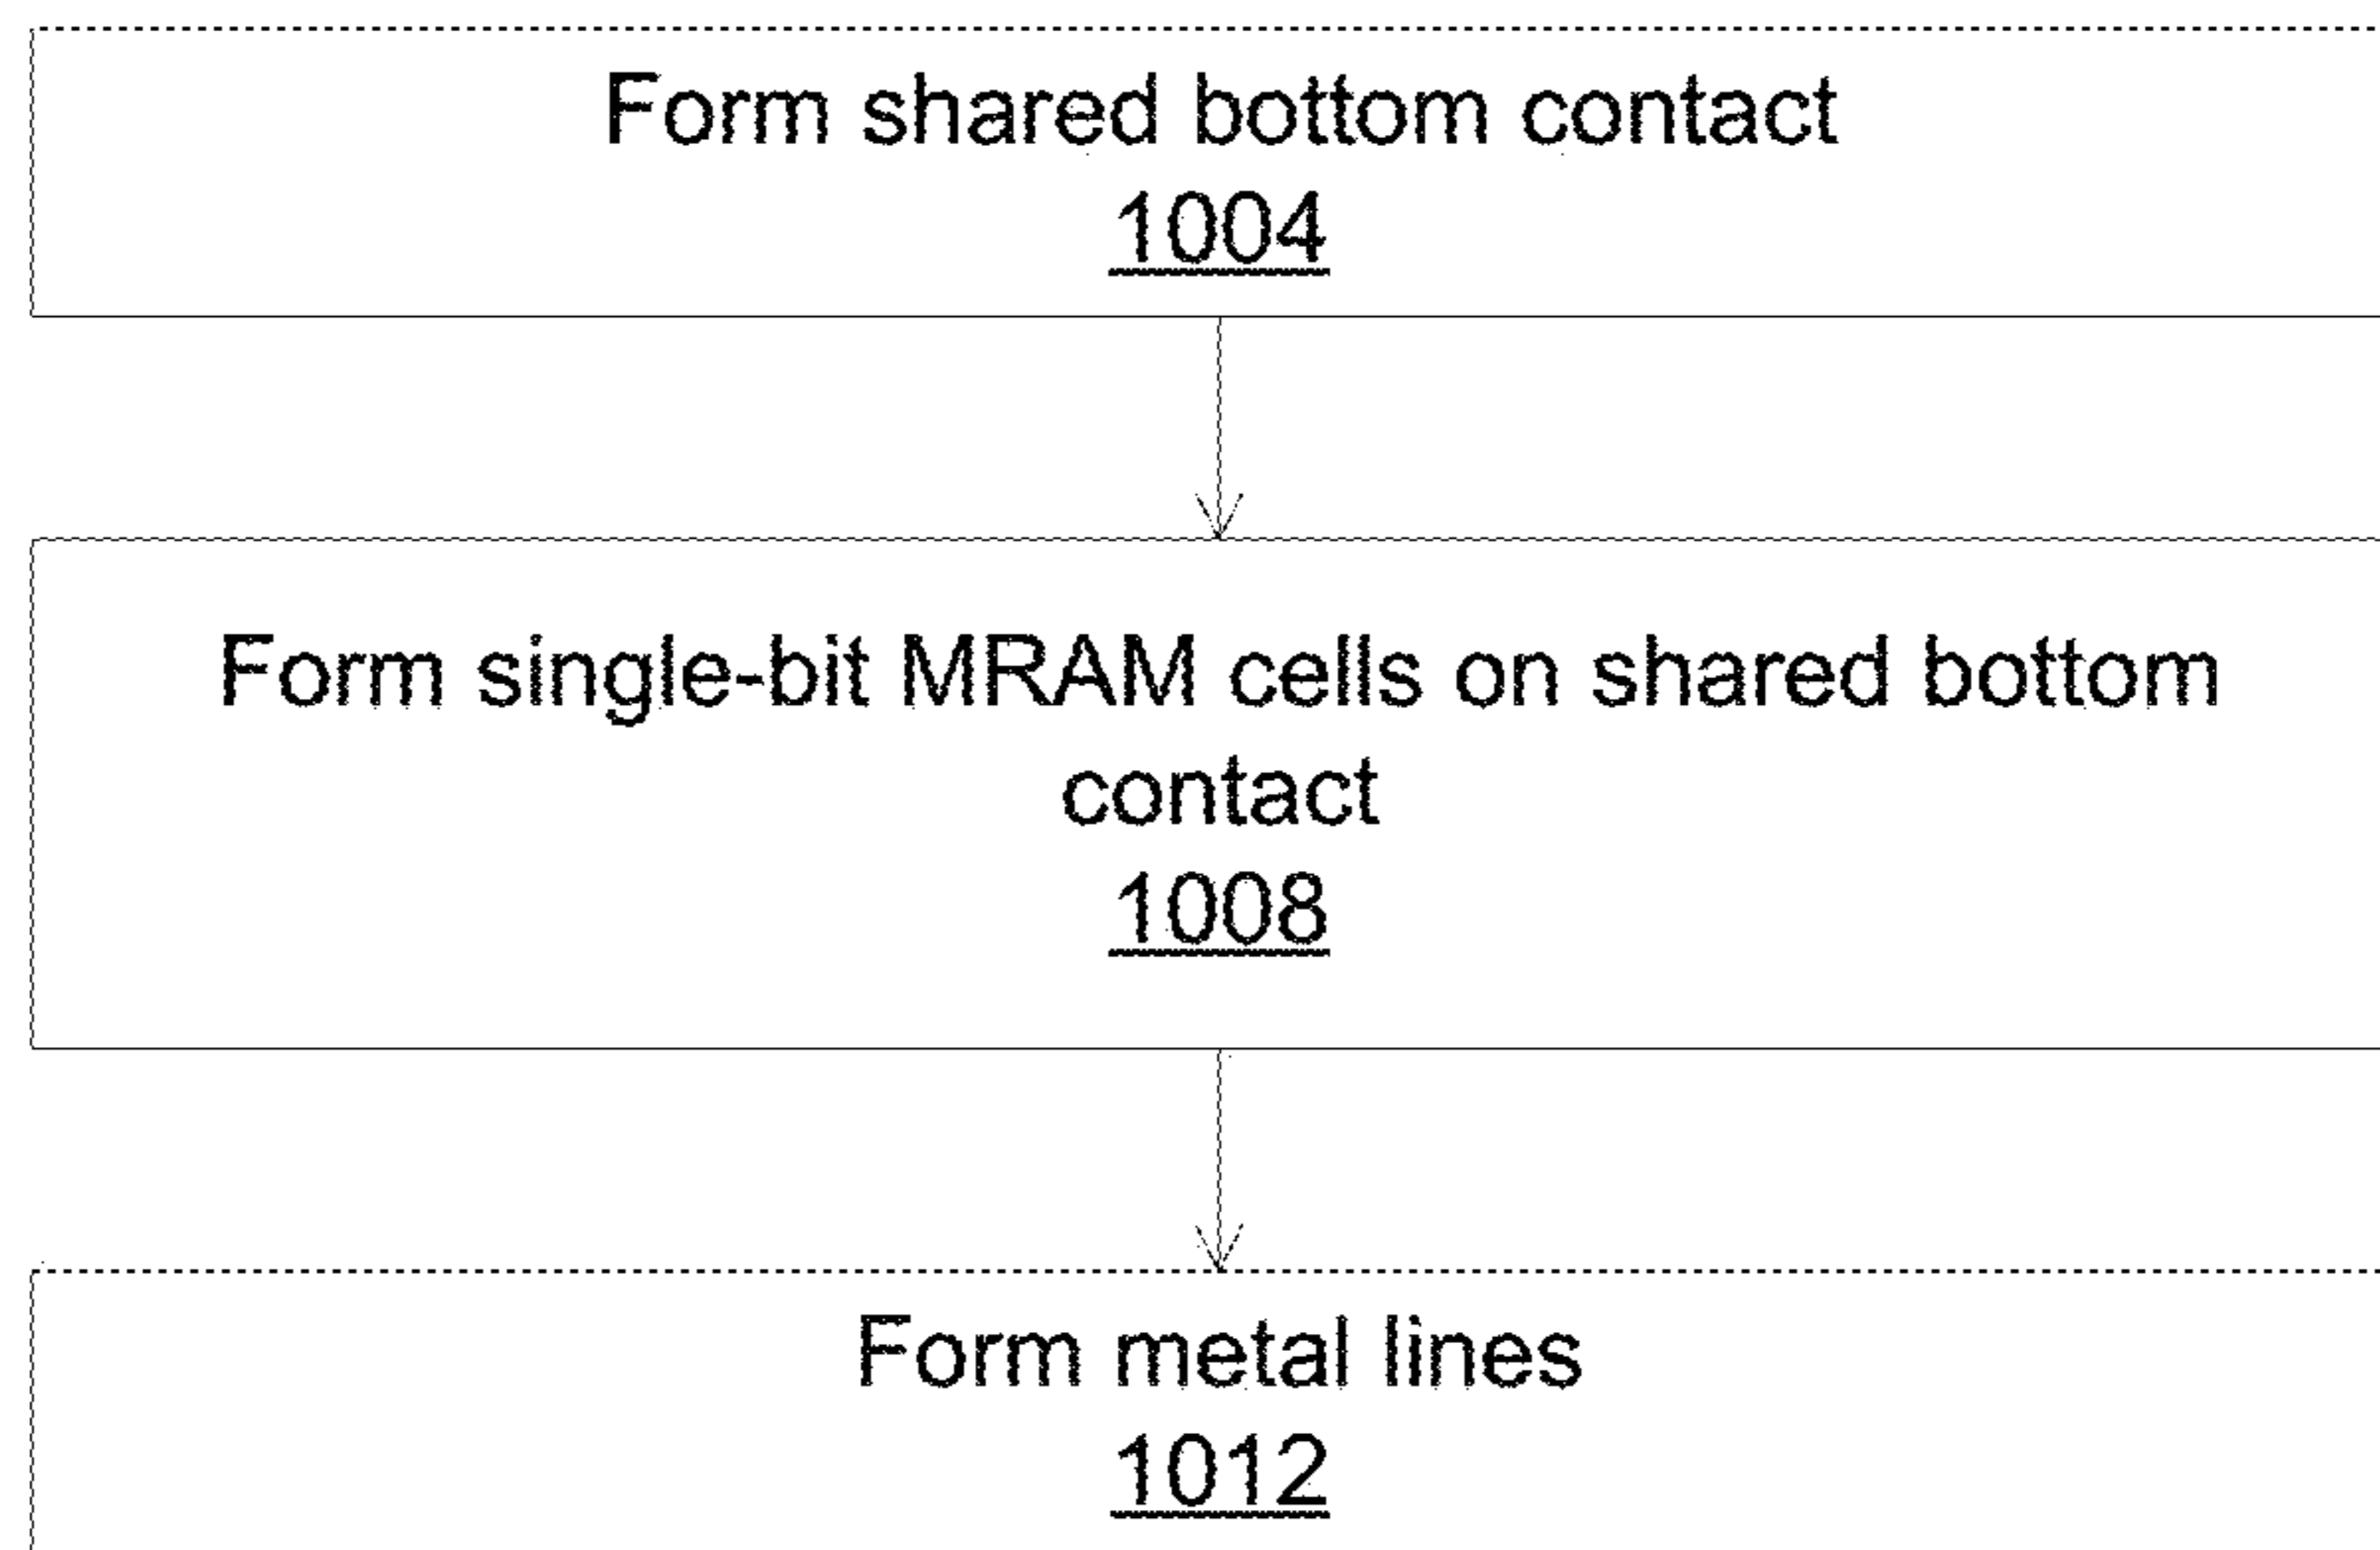 Form shared bottom contact
1004
Form single-bit MRAM cells on shared bottom
contact
1008
Form metal lines
1012